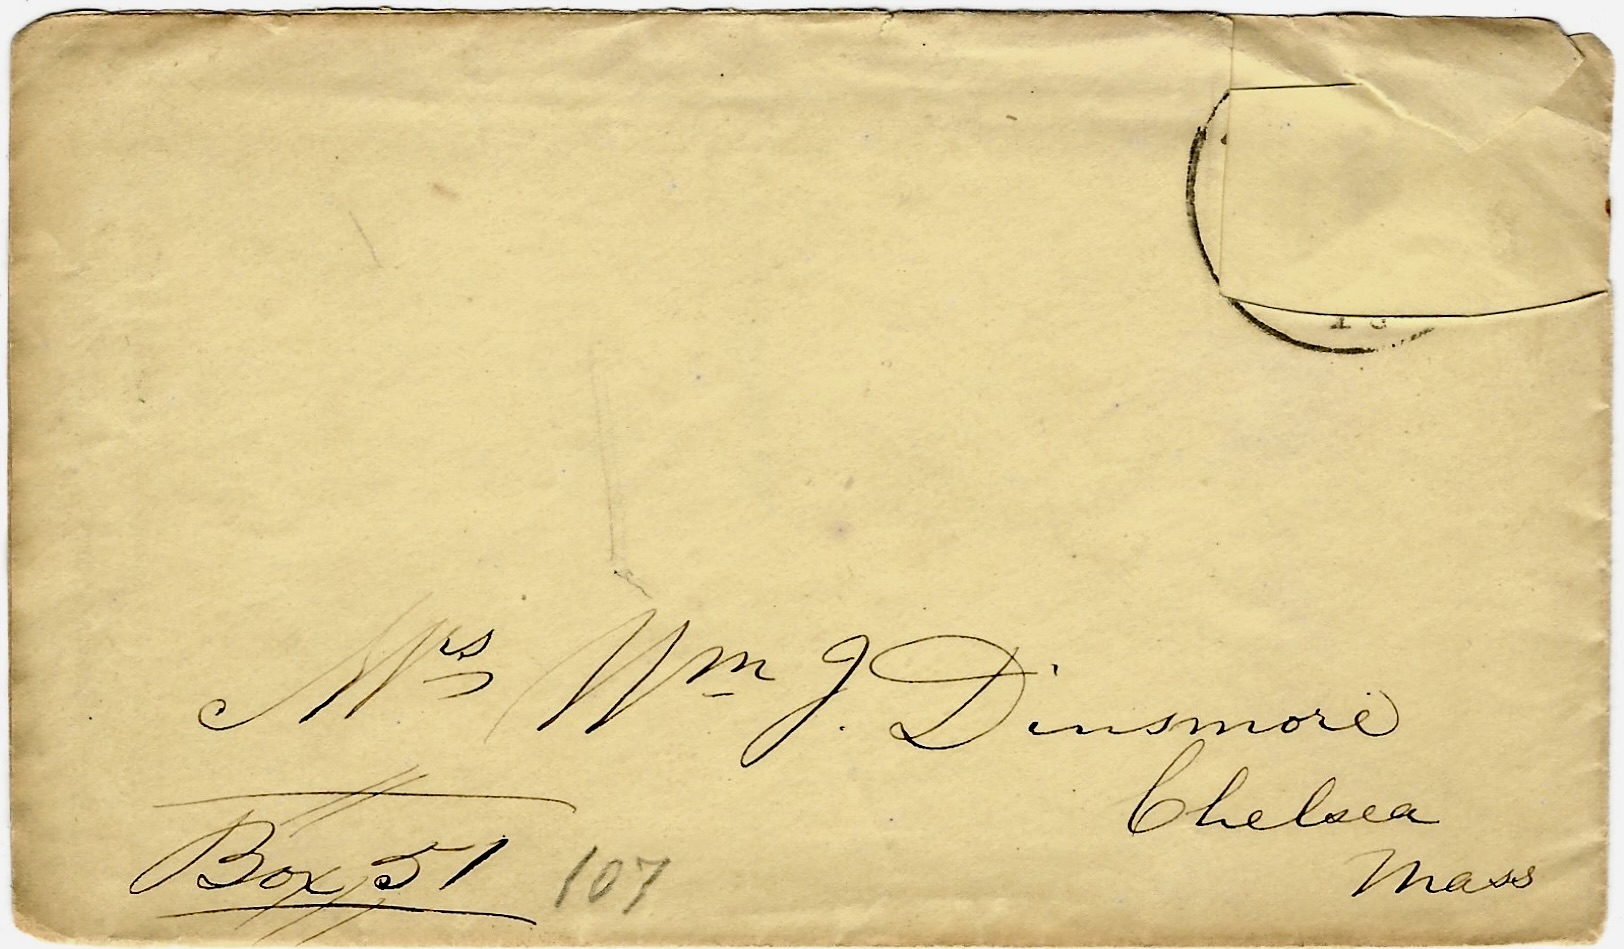 Mrs Wm J. Dinsmore
Chelsea
Mass
Box 51
107